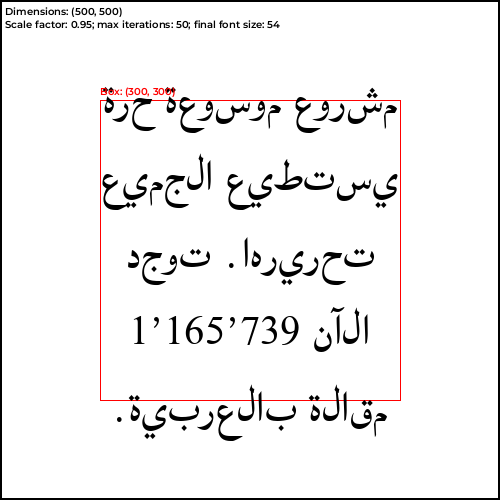 Dimensions: (500, 500)
Scale factor: 0.95; max iterations: 50; final font size: 54
Box: (300, 300)
مشروع موسوعة حرة
يستطيع الجميع
تحريرها. توجد
الآن 1’165’739
مقالة بالعربية.